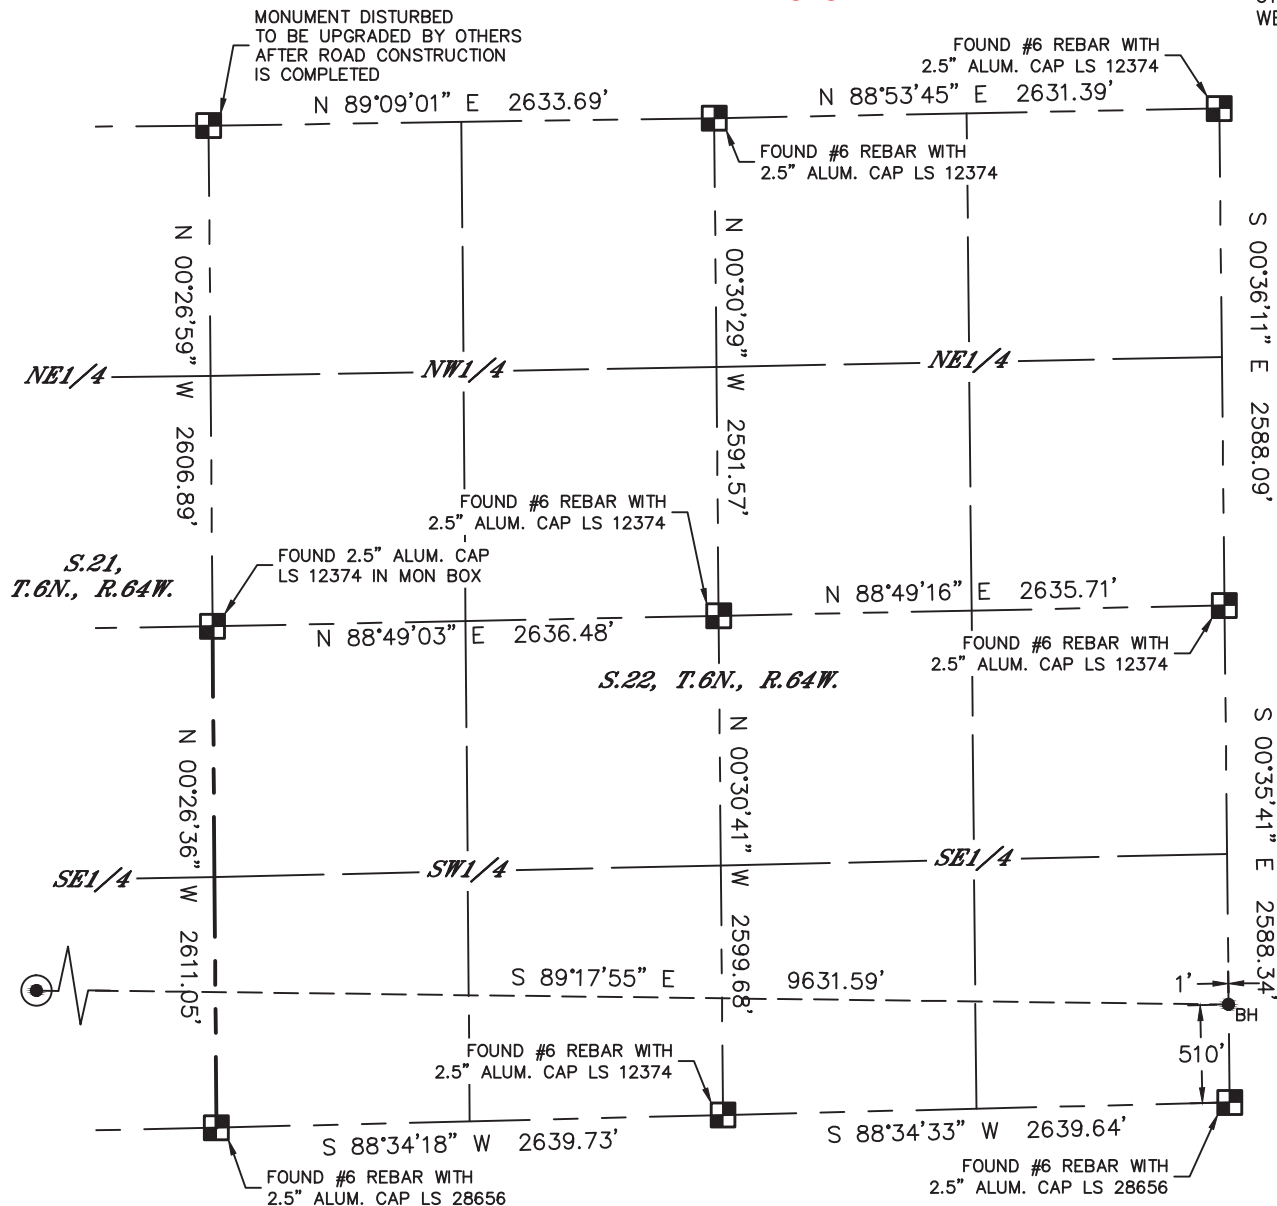 MONUMENT DISTURBED
TO BE UPGRADED BY OTHERS
AFTER ROAD CONSTRUCTION
IS COMPLETED
FOUND #6 REBAR WITH
2.5" ALUM. CAP LS 12374
N 89°09'01" E 2633.69'
N 88°53'45" E 2631.39'
FOUND #6 REBAR WITH
2.5" ALUM. CAP LS 12374
N 00°26'59" W 2606.89'
N 00°30'29" W 2591.57'
S 00°36'11" E 2588.09'
NE1/4
NW1/4
NE1/4
FOUND #6 REBAR WITH
2.5" ALUM. CAP LS 12374
S.21,
T.6N., R.64W.
FOUND 2.5" ALUM. CAP
LS 12374 IN MON BOX
N 88°49'16" E 2635.71'
N 88°49'03" E 2636.48'
FOUND #6 REBAR WITH
2.5" ALUM. CAP LS 12374
S.22, T.6N., R.64W.
N 00°26'36" W 2611.05'
N 00°30'41" W 2599.68'
S 00°35'41" E 2588.34'
SE1/4
SW1/4
SE1/4
S 89°17'55" E 9631.59'
1'
BH
510'
FOUND #6 REBAR WITH
2.5" ALUM. CAP LS 12374
S 88°34'18" W 2639.73'
S 88°34'33" W 2639.64'
FOUND #6 REBAR WITH
2.5" ALUM. CAP LS 28656
FOUND #6 REBAR WITH
2.5" ALUM. CAP LS 28656